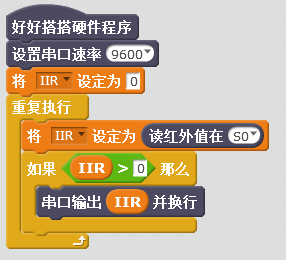 好好搭搭硬件程序
设置串口速率 9600
将 IIR 设定为 0
重复执行
将 IIR 设定为 读红外值在 S0
如果 IIR > 0 那么
串口输出 IIR 并换行